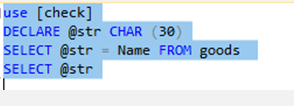 use [check]
DECLARE @str CHAR (30)
SELECT @str = Name FROM goods
SELECT @str